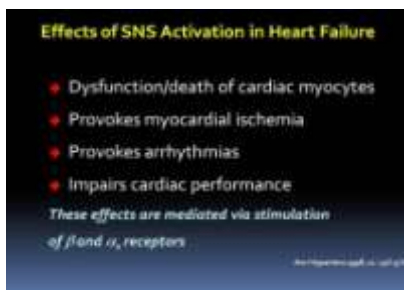 Effects of SNS Activation in Heart Failure
Dysfunction/death of cardiac myocytes
Provokes myocardial ischemia
Provokes arrhythmias
Impairs cardiac performance
These effects are mediated via stimulation
of β and α₁ receptors